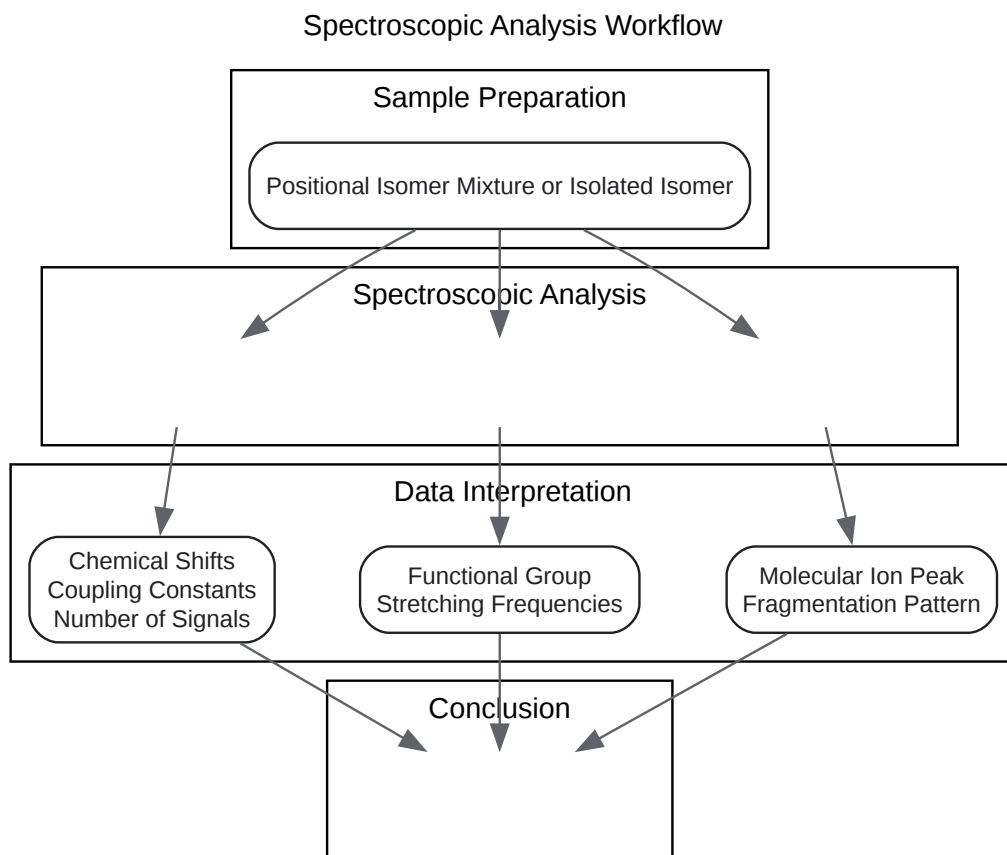 Spectroscopic Analysis Workflow
Sample Preparation
Positional Isomer Mixture or Isolated Isomer
Spectroscopic Analysis
Data Interpretation
Chemical Shifts
Coupling Constants
Number of Signals
Functional Group
Stretching Frequencies
Molecular Ion Peak
Fragmentation Pattern
Conclusion